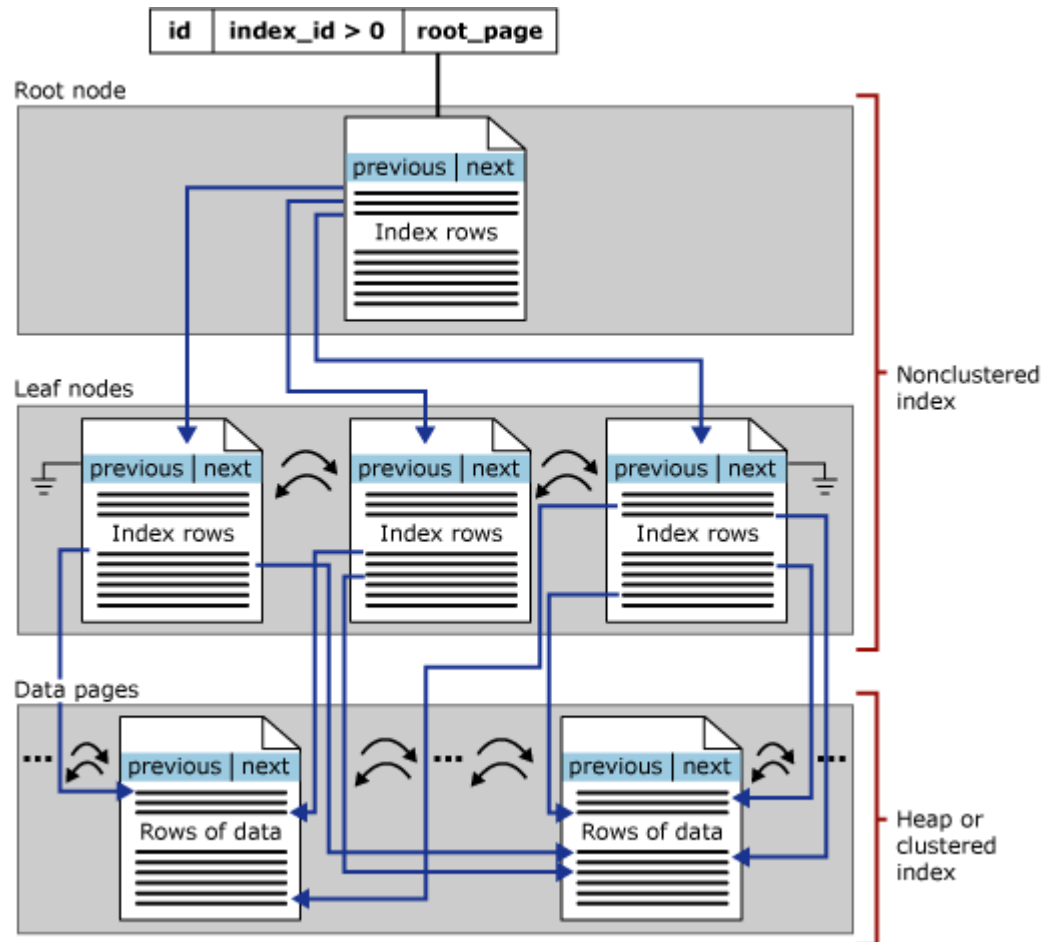 id index_id > 0 root_page
Root node
previous next
Index rows
Nonclustered
index
Leaf nodes
previous next previous next previous next
Index rows Index rows Index rows
Data pages
... ... ...
previous next previous next
Rows of data Rows of data
Heap or
clustered
index